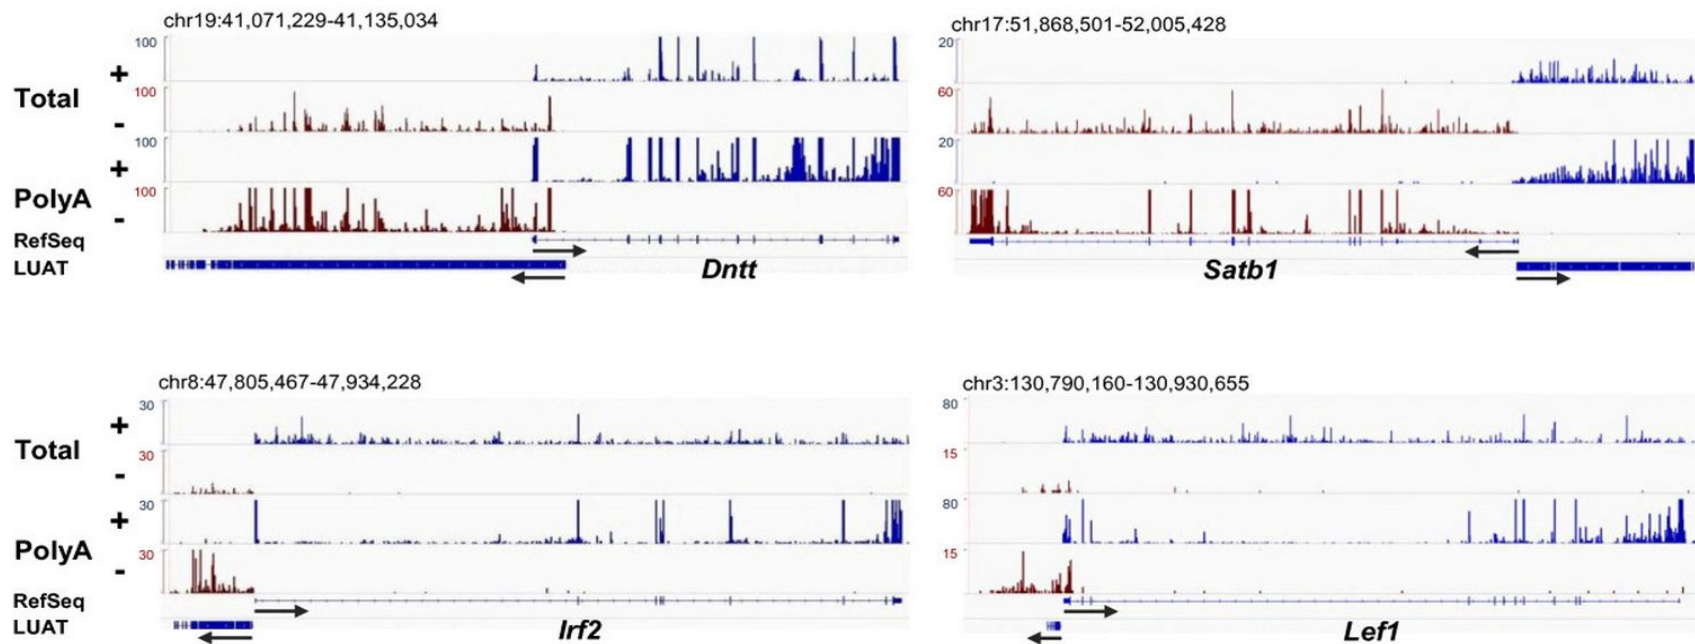 chr19:41,071,229-41,135,034
100
Total
+
100
-
100
+
PolyA
100
-
RefSeq
LUAT
Dntt
chr17:51,868,501-52,005,428
20
60
20
60
Satb1
chr8:47,805,467-47,934,228
30
Total
+
30
-
30
+
PolyA
30
-
RefSeq
LUAT
Irf2
chr3:130,790,160-130,930,655
80
15
80
15
Lef1